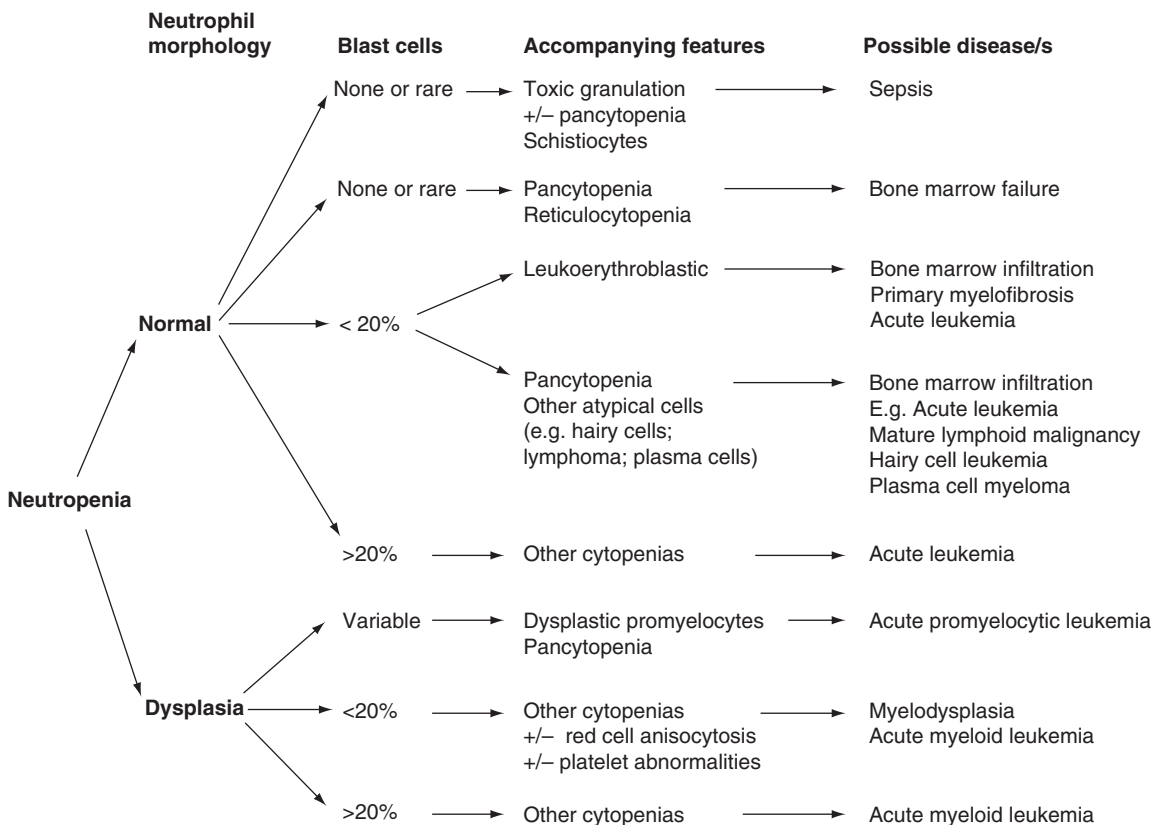 Neutrophil
morphology
Blast cells
Accompanying features
Possible disease/s
None or rare
Toxic granulation
+/– pancytopenia
Schistiocytes
Sepsis
None or rare
Pancytopenia
Reticulocytopenia
Bone marrow failure
Normal
< 20%
Leukoerythroblastic
Bone marrow infiltration
Primary myelofibrosis
Acute leukemia
Pancytopenia
Other atypical cells
(e.g. hairy cells;
lymphoma; plasma cells)
Bone marrow infiltration
E.g. Acute leukemia
Mature lymphoid malignancy
Hairy cell leukemia
Plasma cell myeloma
Neutropenia
>20%
Other cytopenias
Acute leukemia
Variable
Dysplastic promyelocytes
Pancytopenia
Acute promyelocytic leukemia
Dysplasia
<20%
Other cytopenias
+/– red cell anisocytosis
+/– platelet abnormalities
Myelodysplasia
Acute myeloid leukemia
>20%
Other cytopenias
Acute myeloid leukemia